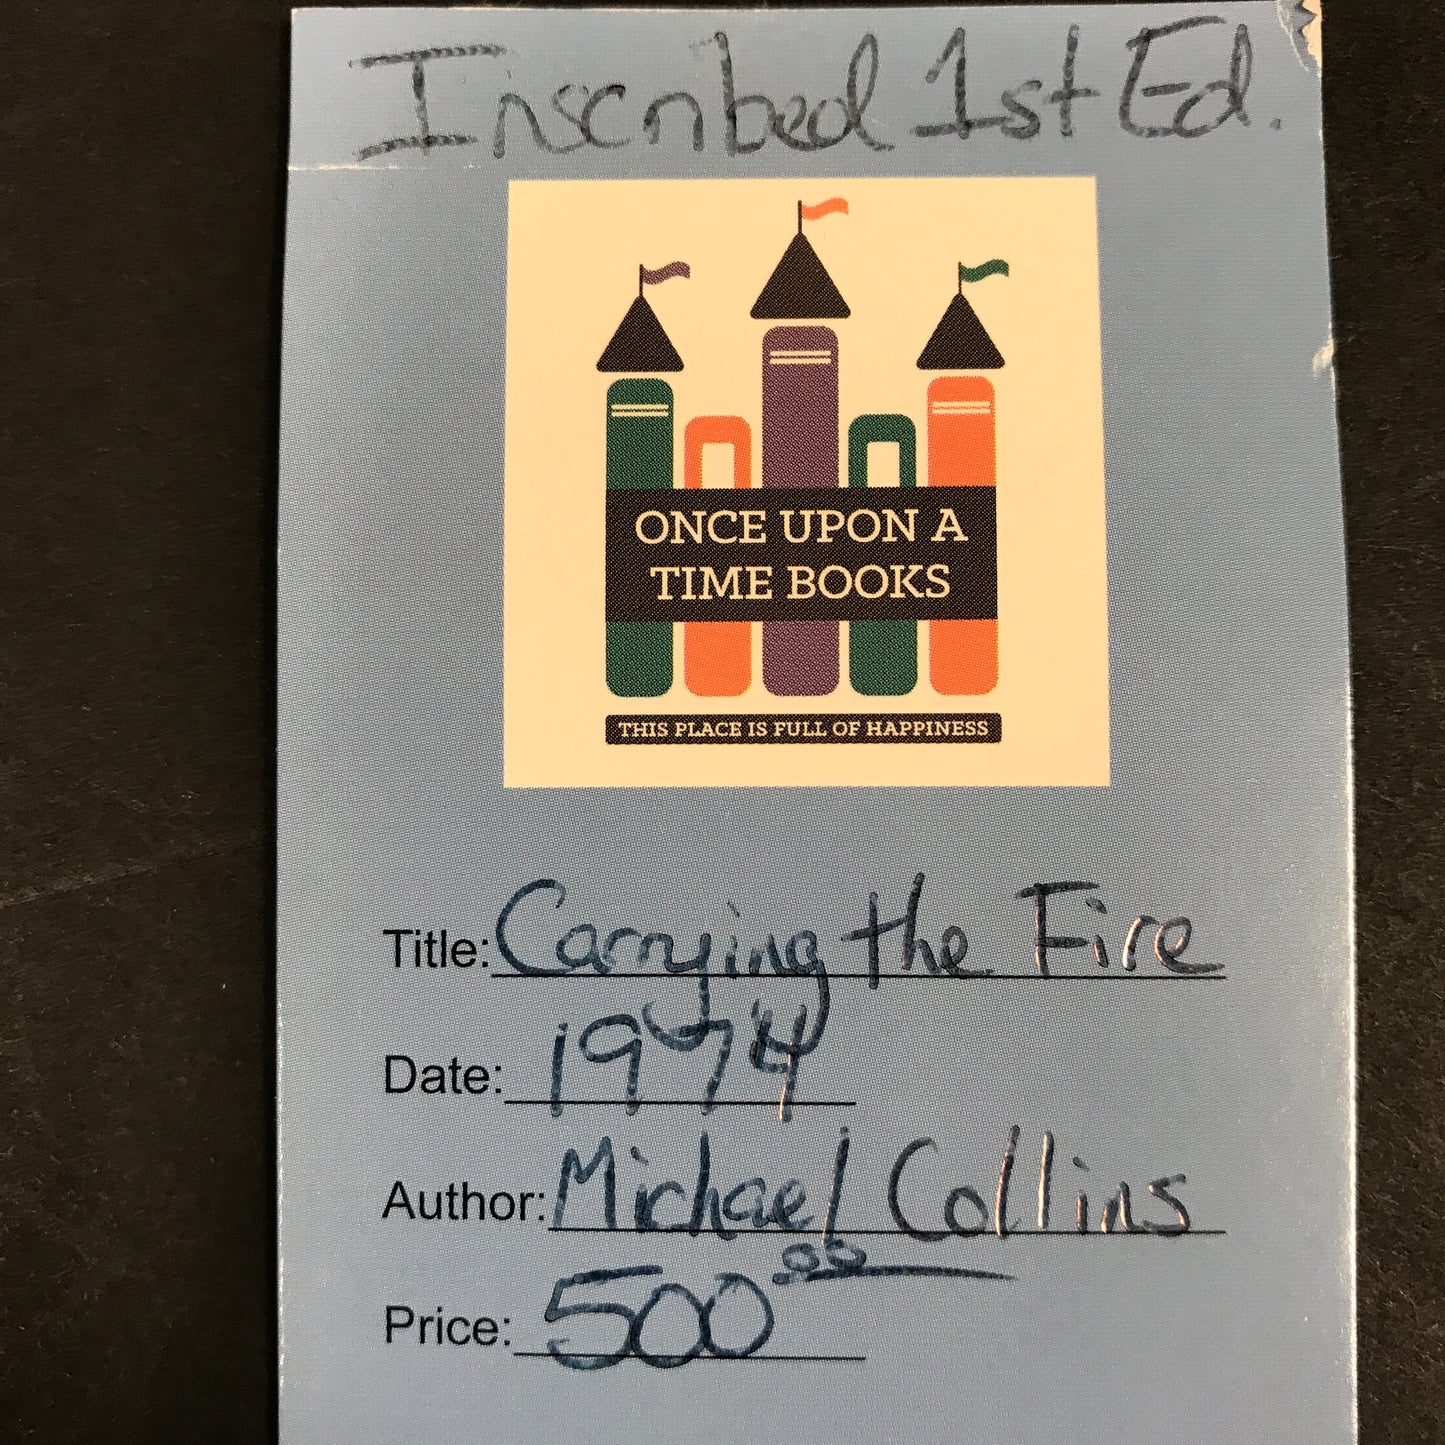 Inscribed 1st Ed.
ONCE UPON A
TIME BOOKS
THIS PLACE IS FULL OF HAPPINESS
Title: Carrying the Fire
Date: 1974
Author: Michael Collins
Price: 500.00